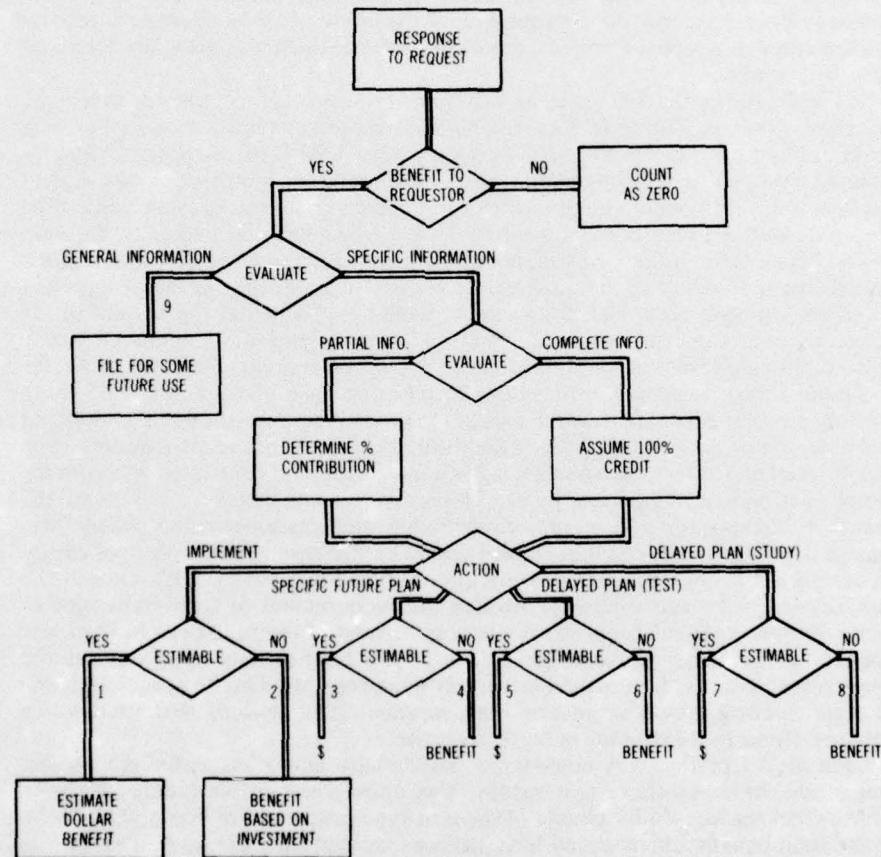 RESPONSE
TO REQUEST
YES
BENEFIT TO
REQUESTOR
NO
COUNT
AS ZERO
GENERAL INFORMATION
EVALUATE
SPECIFIC INFORMATION
9
FILE FOR SOME
FUTURE USE
PARTIAL INFO.
EVALUATE
COMPLETE INFO.
DETERMINE %
CONTRIBUTION
ASSUME 100%
CREDIT
IMPLEMENT
ACTION
DELAYED PLAN (STUDY)
SPECIFIC FUTURE PLAN
DELAYED PLAN (TEST)
YES
ESTIMABLE
NO
YES
ESTIMABLE
NO
YES
ESTIMABLE
NO
YES
ESTIMABLE
NO
1
2
3
4
5
6
7
8
$
BENEFIT
$
BENEFIT
$
BENEFIT
ESTIMATE
DOLLAR
BENEFIT
BENEFIT
BASED ON
INVESTMENT